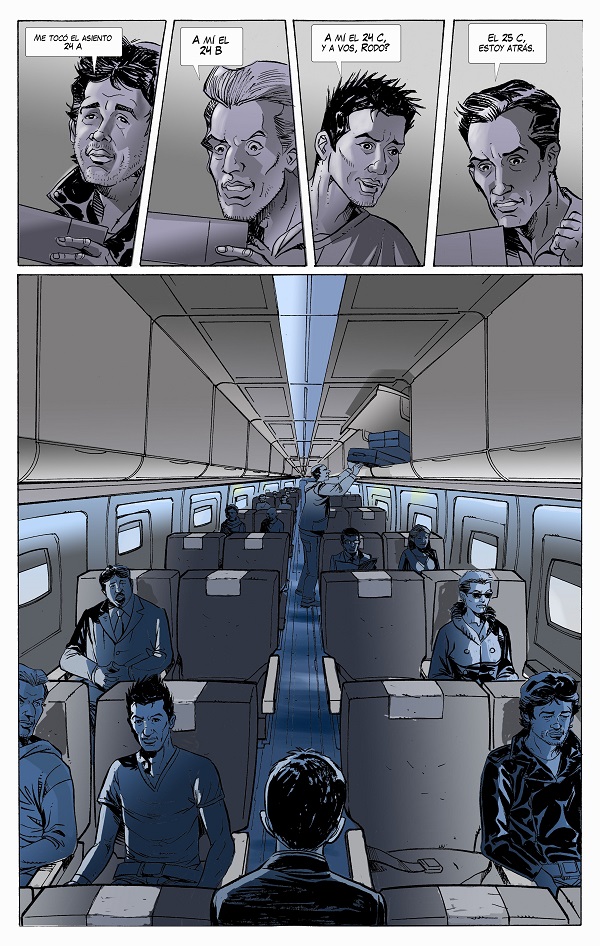 Me tocó el asiento
24 A
A mí el
24 B
A mí el 24 C,
y a vos, Rodo?
El 25 C,
estoy atrás.